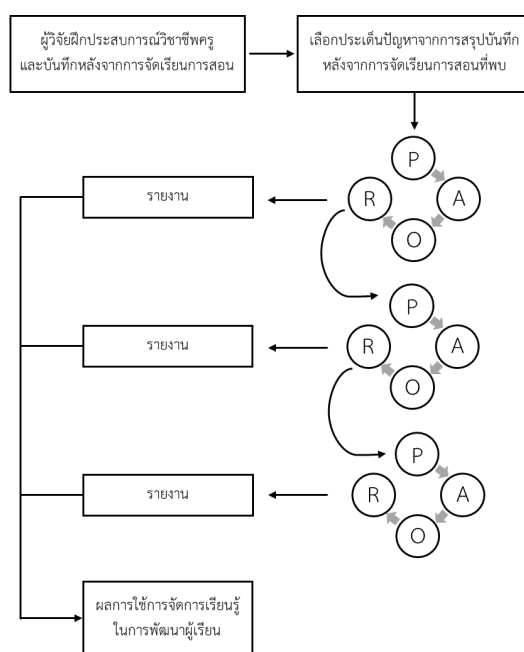 ผู้วิจัยฝึกประสบการณ์วิชาชีพครู
และบันทึกหลังจากการจัดเรียนการสอน
เลือกประเด็นปัญหาจากการสรุปบันทึก
หลังจากการจัดเรียนการสอนที่พบ
P
A
O
R
รายงาน
P
A
O
R
รายงาน
P
A
O
R
รายงาน
ผลการใช้การจัดการเรียนรู้
ในการพัฒนาผู้เรียน